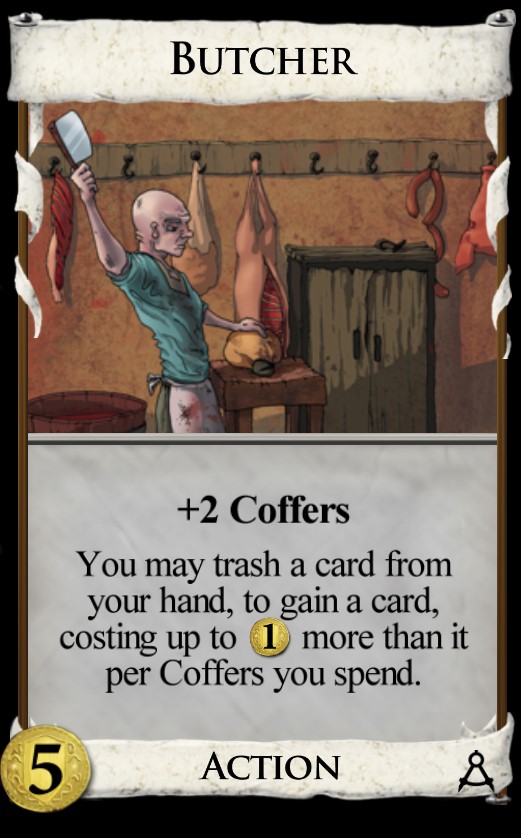 BUTCHER
+2 Coffers
You may trash a card from
your hand, to gain a card,
costing up to 1 more than it
per Coffers you spend.
5 ACTION